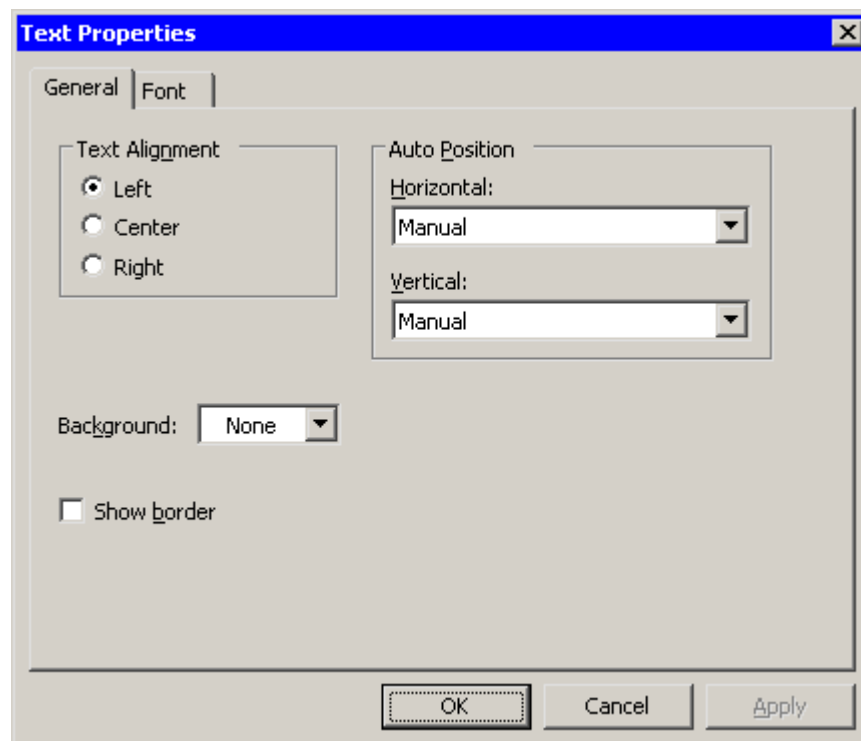 Text Properties
General
Font
Text Alignment
Left
Center
Right
Auto Position
Horizontal:
Manual
Vertical:
Manual
Background:
None
Show border
OK
Cancel
Apply